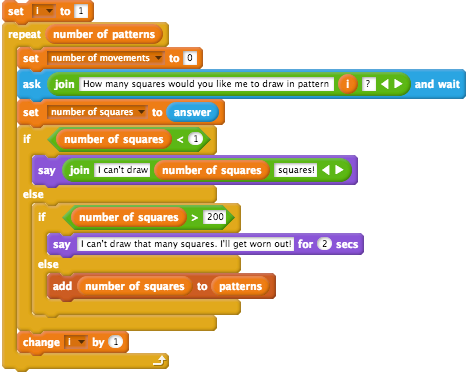 set i to 1
repeat number of patterns
set number of movements to 0
ask join How many squares would you like me to draw in pattern i ? and wait
set number of squares to answer
if number of squares < 1
say join I can't draw number of squares squares!
else
if number of squares > 200
say I can't draw that many squares. I'll get worn out! for 2 secs
else
add number of squares to patterns
change i by 1